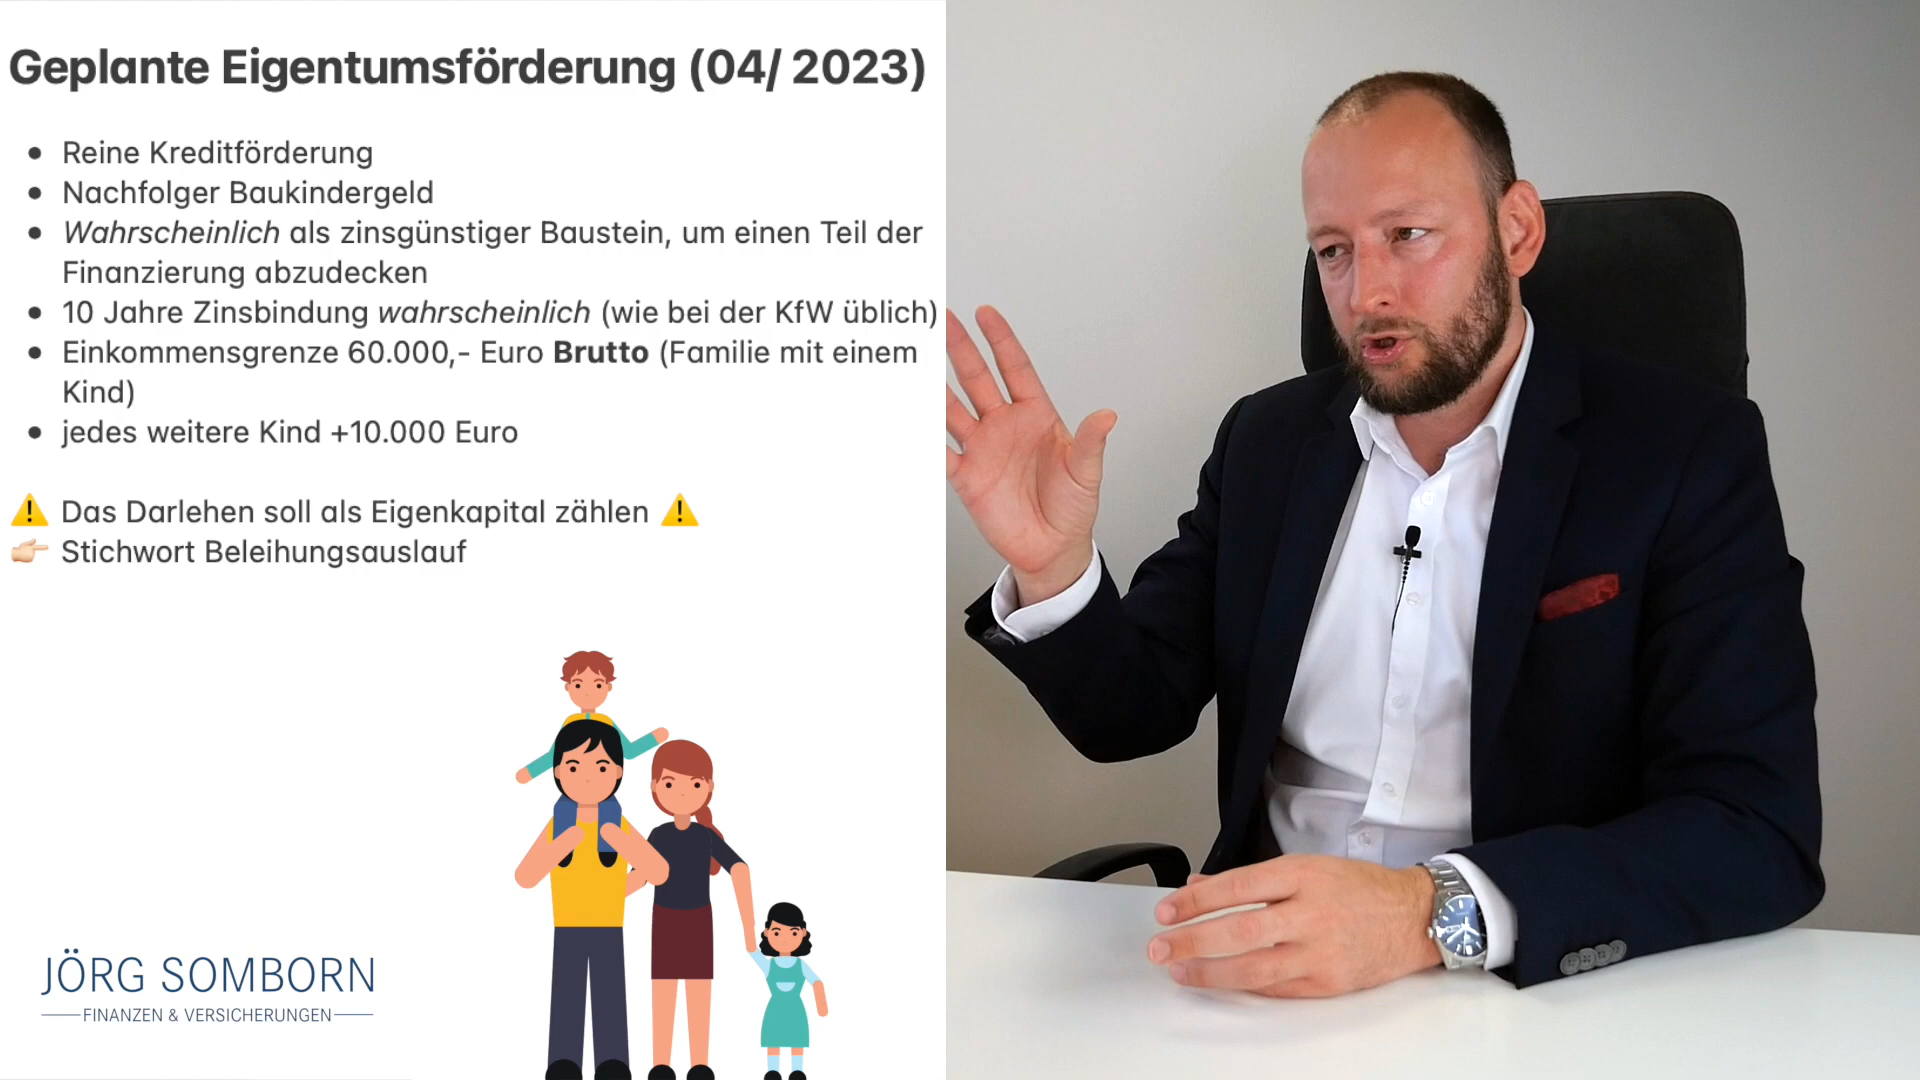 Geplante Eigentumsförderung (04/ 2023)
• Reine Kreditförderung
• Nachfolger Baukindergeld
• Wahrscheinlich als zinsgünstiger Baustein, um einen Teil der
Finanzierung abzudecken
• 10 Jahre Zinsbindung wahrscheinlich (wie bei der KfW üblich)
• Einkommensgrenze 60.000,- Euro Brutto (Familie mit einem
Kind)
• jedes weitere Kind +10.000 Euro
⚠️ Das Darlehen soll als Eigenkapital zählen ⚠️
👉🏻 Stichwort Beleihungsauslauf
JÖRG SOMBORN
FINANZEN & VERSICHERUNGEN